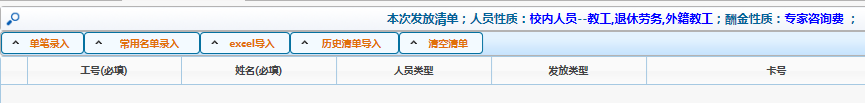 本次发放清单；人员性质：校内人员--教工,退休劳务,外籍教工；酬金性质：专家咨询费 ；
单笔录入 常用名单录入 excel导入 历史清单导入 清空清单
工号(必填) 姓名(必填) 人员类型 发放类型 卡号